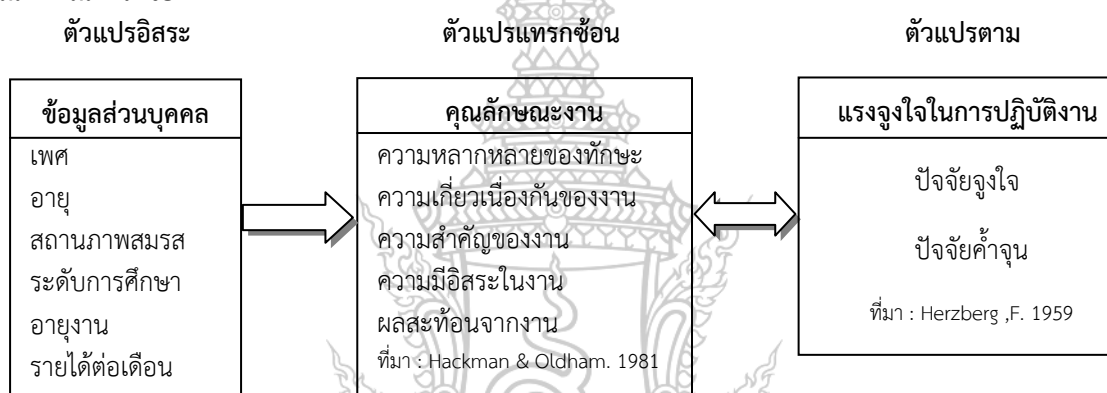 ตัวแปรอิสระ
ตัวแปรแทรกซ้อน
ตัวแปรตาม
ข้อมูลส่วนบุคคล
เพศ
อายุ
สถานภาพสมรส
ระดับการศึกษา
อายุงาน
รายได้ต่อเดือน
คุณลักษณะงาน
ความหลากหลายของทักษะ
ความเกี่ยวเนื่องกันของงาน
ความสำคัญของงาน
ความมีอิสระในงาน
ผลสะท้อนจากงาน
ที่มา : Hackman & Oldham. 1981
แรงจูงใจในการปฏิบัติงาน
ปัจจัยจูงใจ
ปัจจัยค้ำจุน
ที่มา : Herzberg ,F. 1959